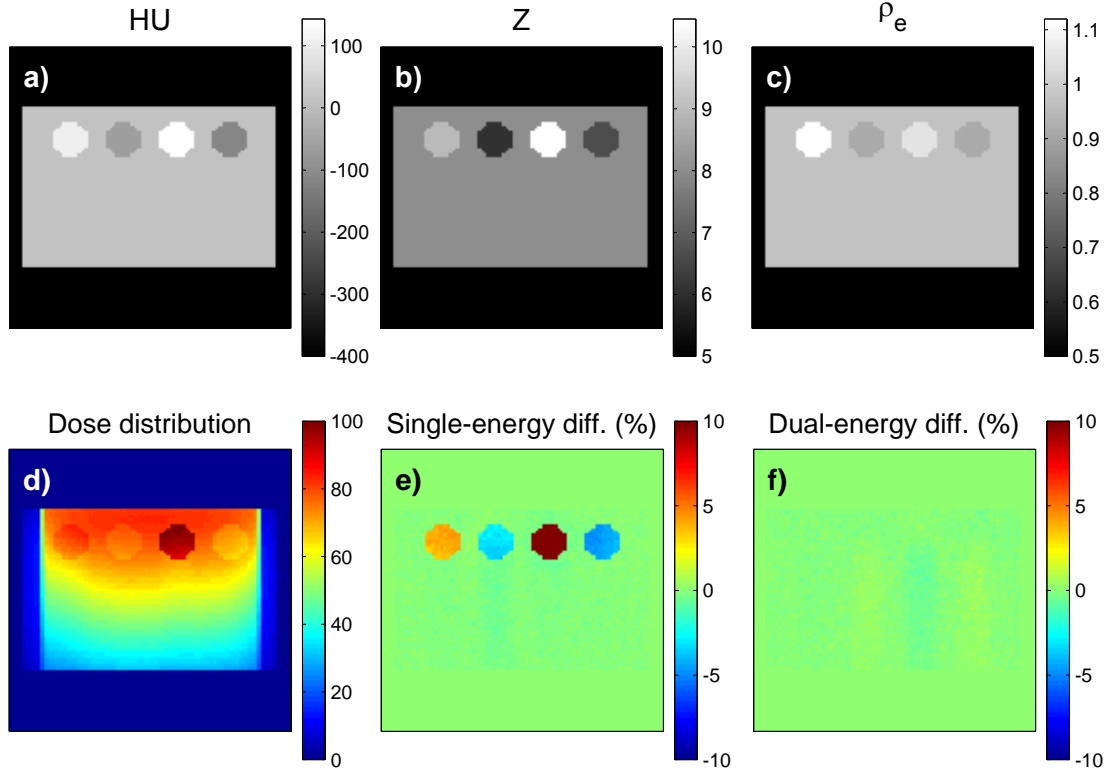 HU
Z
ρe
a)
b)
c)
100
0
-100
-200
-300
-400
10
9
8
7
6
5
1.1
1
0.9
0.8
0.7
0.6
0.5
Dose distribution
Single-energy diff. (%)
Dual-energy diff. (%)
d)
e)
f)
100
80
60
40
20
0
10
5
0
-5
-10
10
5
0
-5
-10